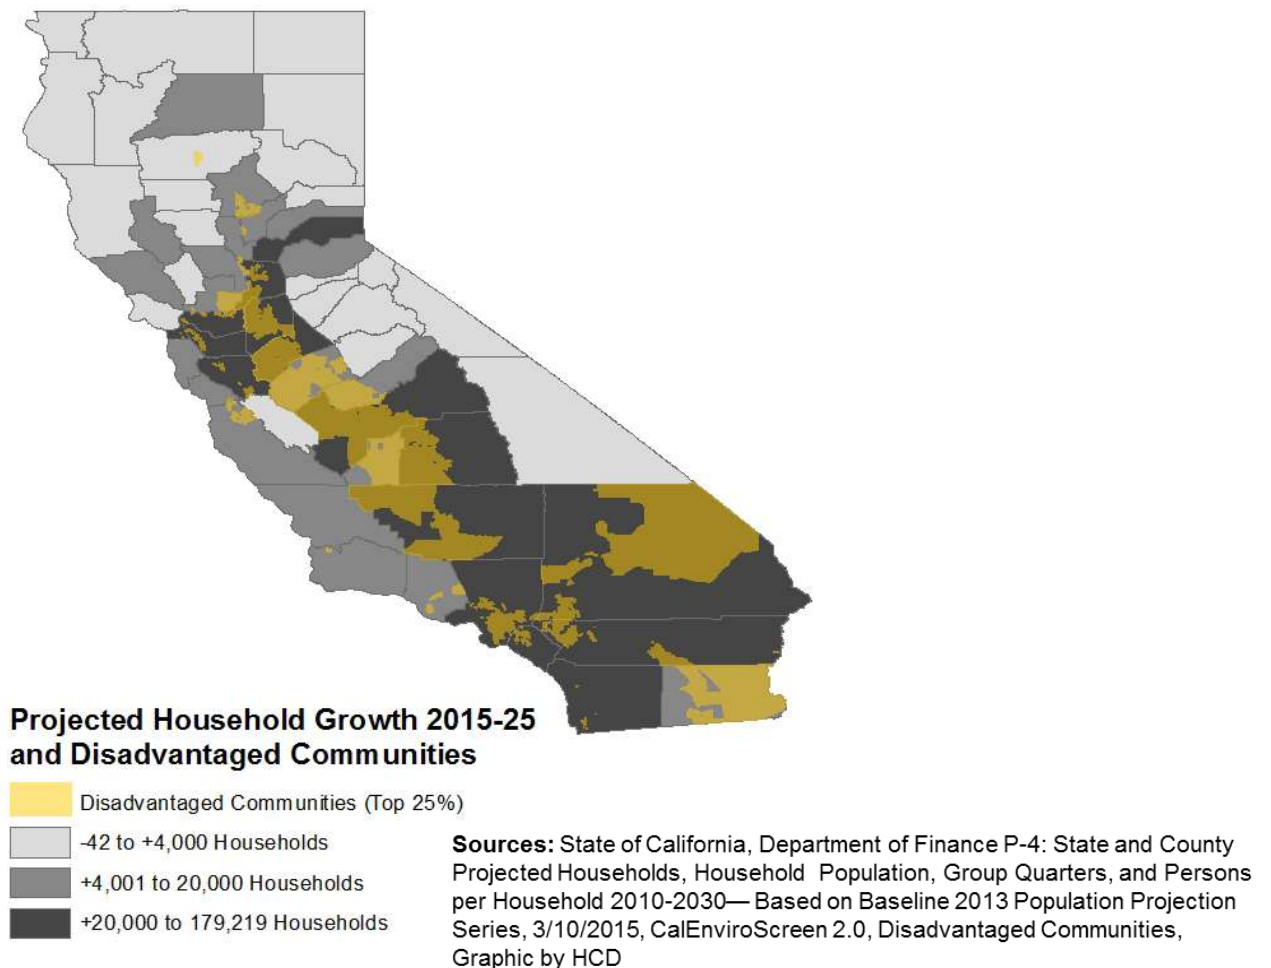 Projected Household Growth 2015-25
and Disadvantaged Communities
Disadvantaged Communities (Top 25%)
-42 to +4,000 Households
+4,001 to 20,000 Households
+20,000 to 179,219 Households
Sources: State of California, Department of Finance P-4: State and County
Projected Households, Household Population, Group Quarters, and Persons
per Household 2010-2030— Based on Baseline 2013 Population Projection
Series, 3/10/2015, CalEnviroScreen 2.0, Disadvantaged Communities,
Graphic by HCD